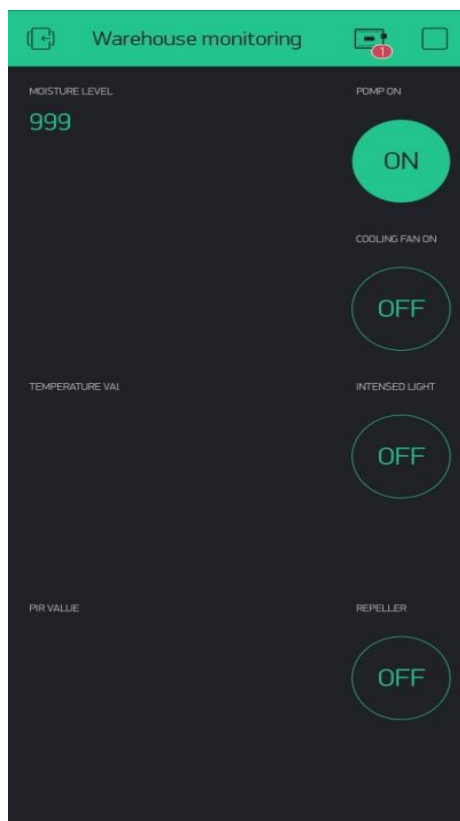 Warehouse monitoring
1
MOISTURE LEVEL
POMP ON
999
ON
COOLING FAN ON
OFF
TEMPERATURE VAL
INTENSED LIGHT
OFF
PIR VALUE
REPELLER
OFF